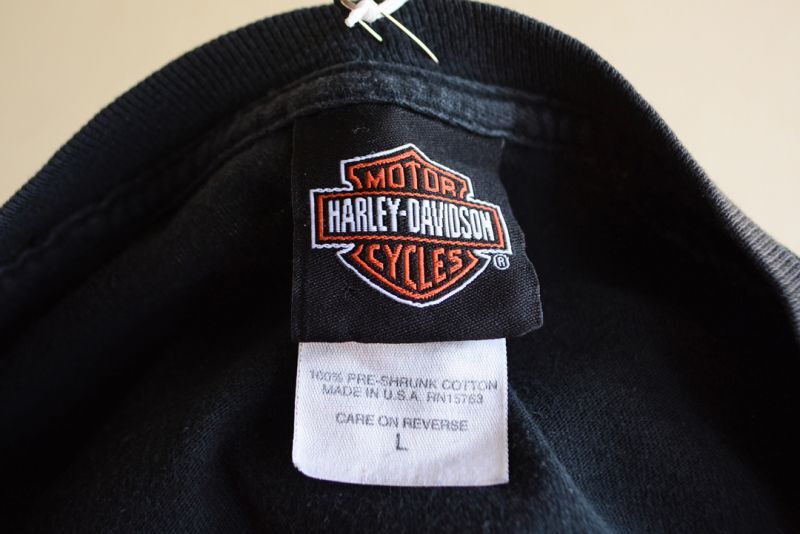 MOTOR
HARLEY-DAVIDSON
CYCLES
®
100% PRE-SHRUNK COTTON
MADE IN U.S.A. RN15763
CARE ON REVERSE
L